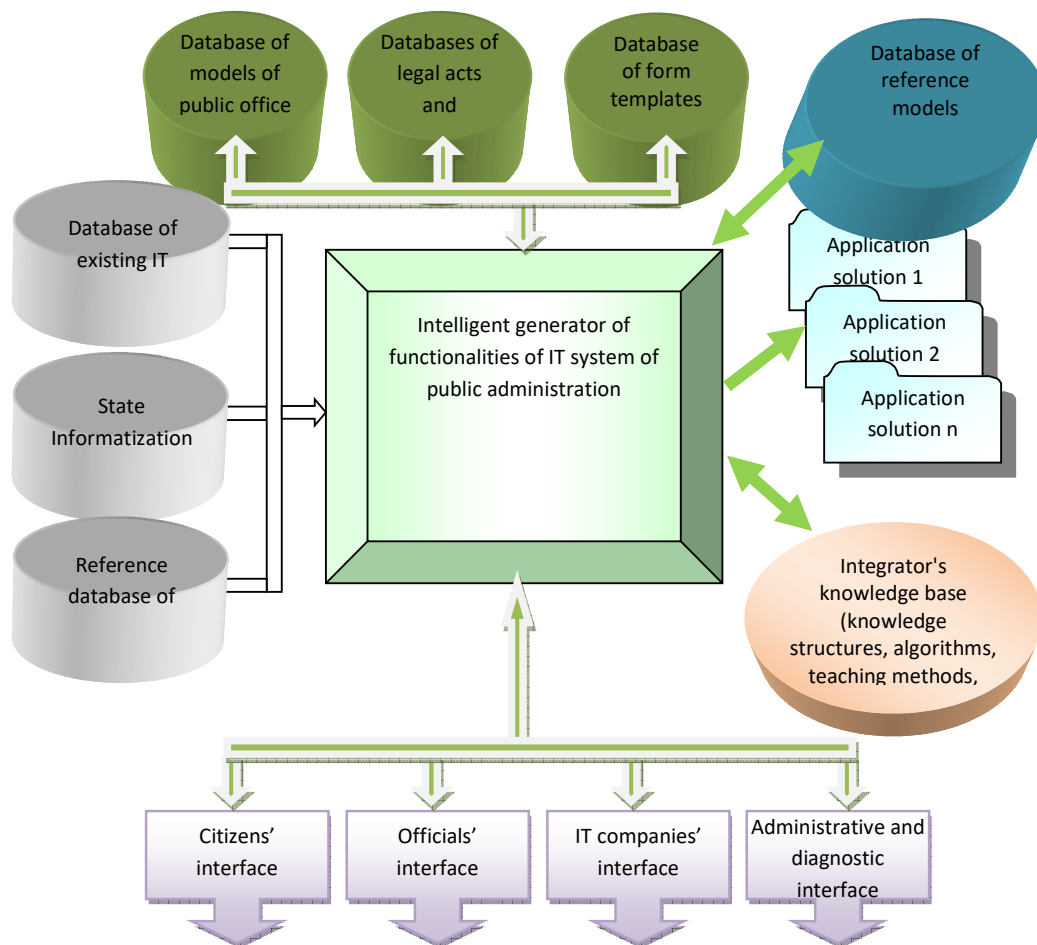 Database of
models of
public office
Databases of
legal acts
and
Database
of form
templates
Database of
reference
models
Database of
existing IT
State
Informatization
Reference
database of
Intelligent generator of
functionalities of IT system of
public administration
Application
solution 1
Application
solution 2
Application
solution n
Integrator's
knowledge base
(knowledge
structures, algorithms,
teaching methods,
Citizens’
interface
Officials’
interface
IT companies’
interface
Administrative and
diagnostic
interface